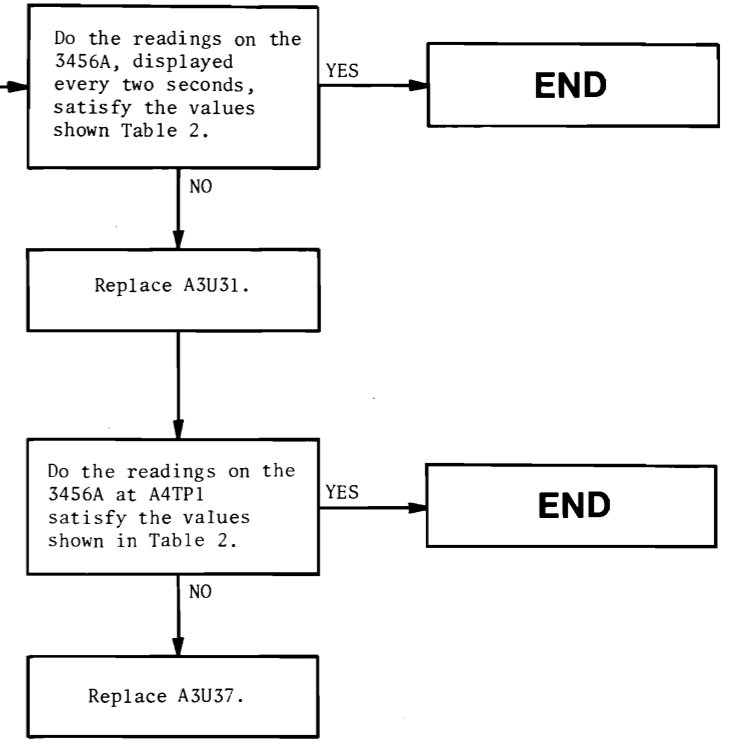 Do the readings on the
3456A, displayed
every two seconds,
satisfy the values
shown Table 2.
YES
END
NO
Replace A3U31.
Do the readings on the
3456A at A4TP1
satisfy the values
shown in Table 2.
YES
END
NO
Replace A3U37.